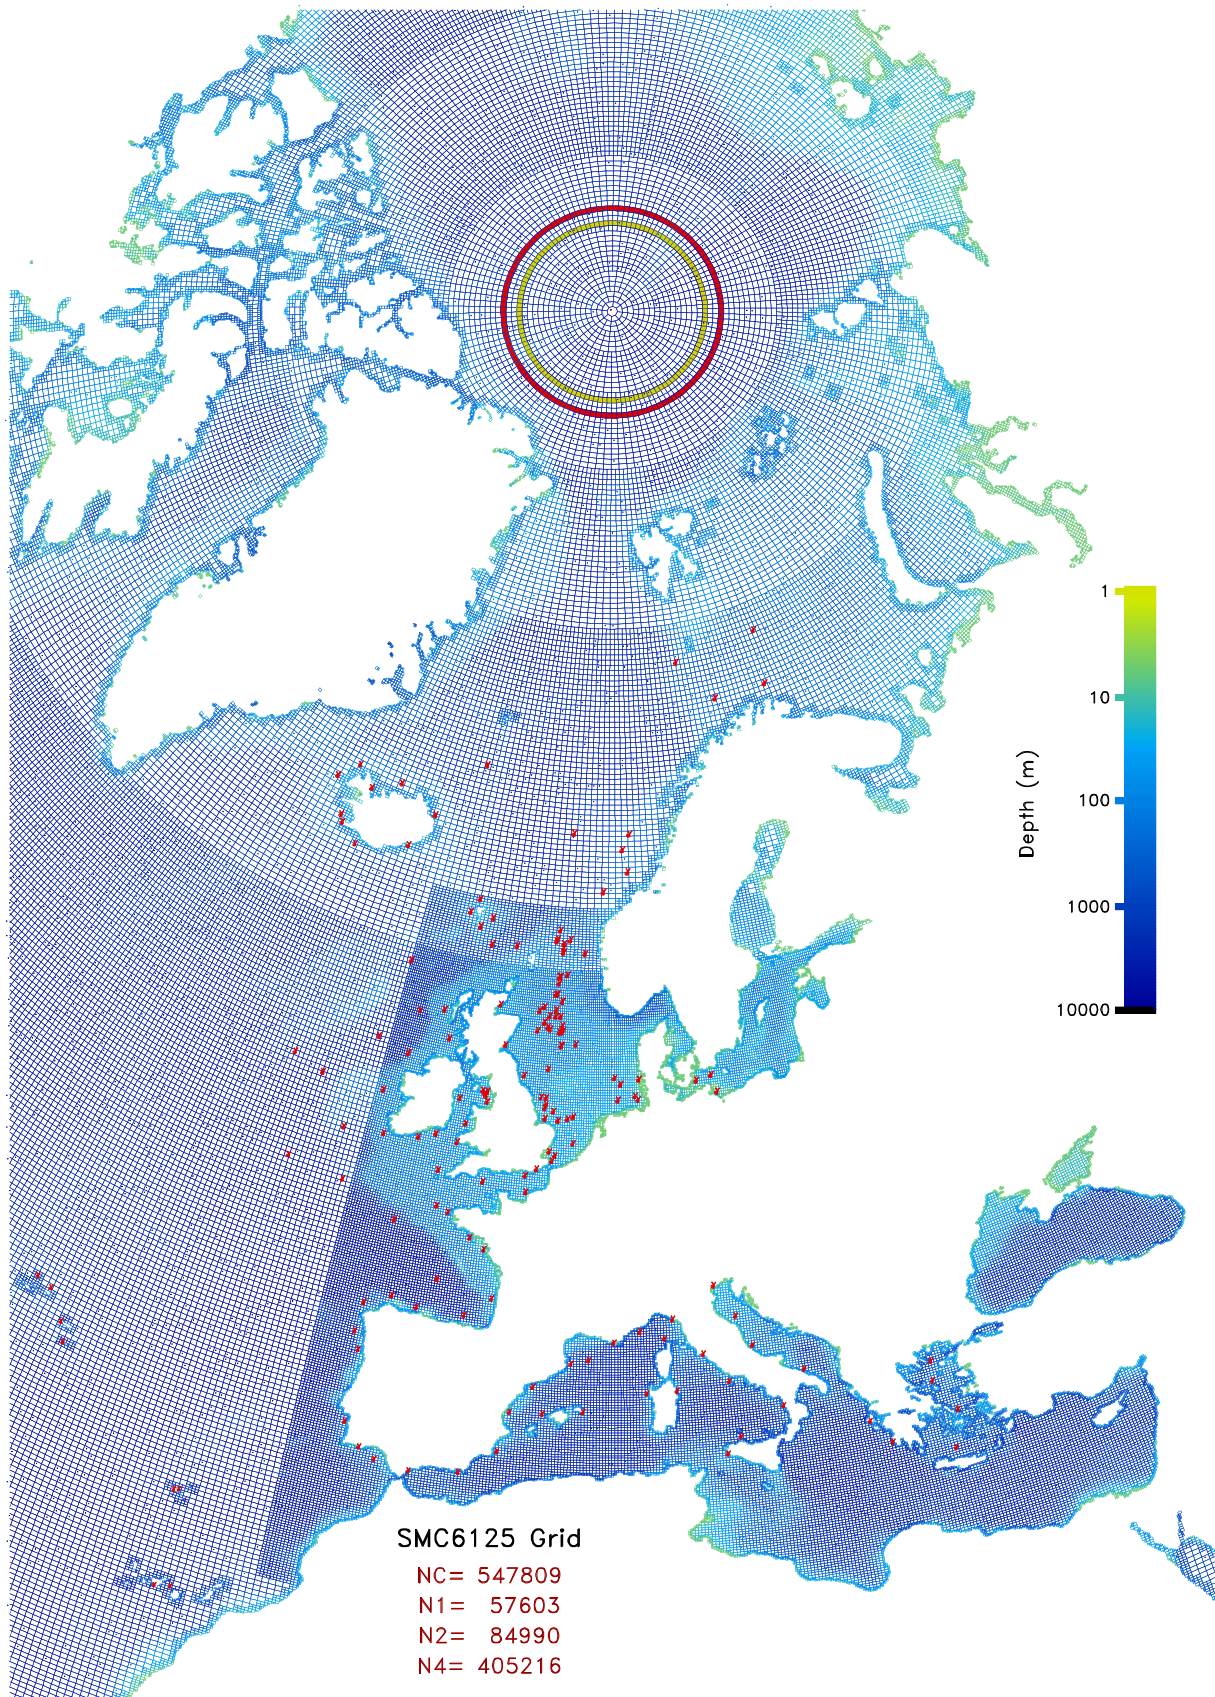 1
10
100
1000
10000
Depth (m)
SMC6125 Grid
NC= 547809
N1= 57603
N2= 84990
N4= 405216